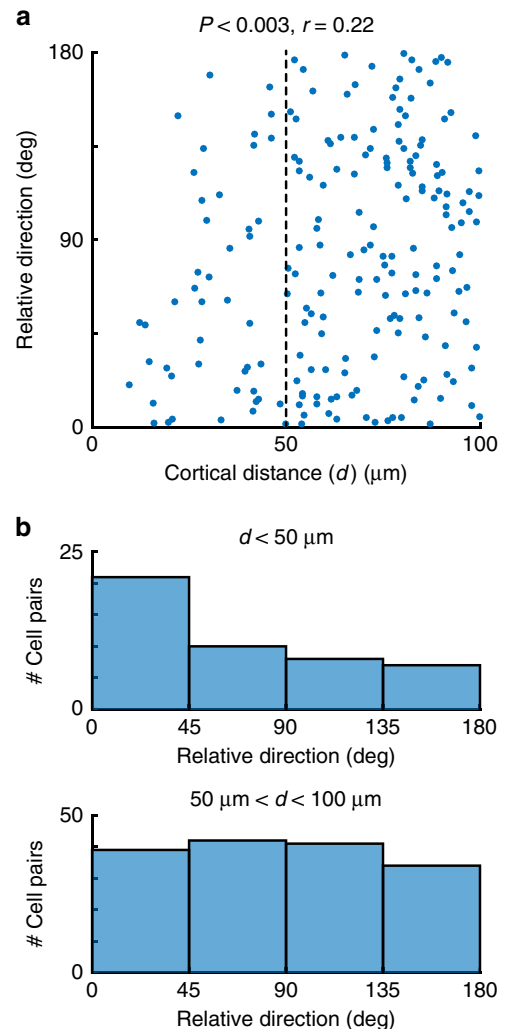 a
P < 0.003, r = 0.22
180
90
0
Relative direction (deg)
0 50 100
Cortical distance (d) (μm)
b
d < 50 μm
25
0
# Cell pairs
0 45 90 135 180
Relative direction (deg)
50 μm < d < 100 μm
50
0
# Cell pairs
0 45 90 135 180
Relative direction (deg)